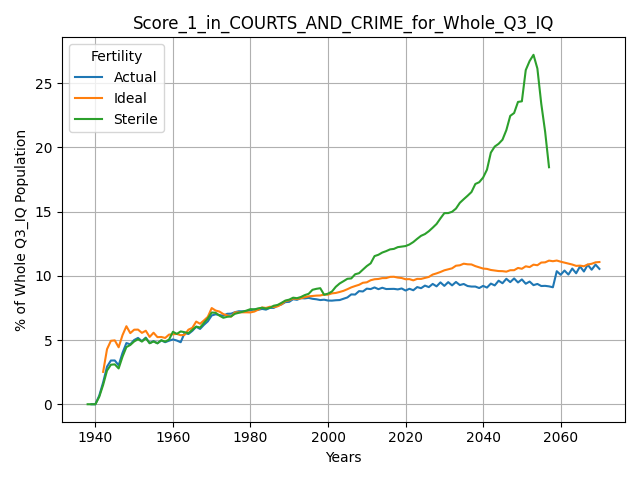 Score_1_in_COURTS_AND_CRIME_for_Whole_Q3_IQ
Fertility
Actual
Ideal
Sterile
% of Whole Q3_IQ Population
25
20
15
10
5
0
1940 1960 1980 2000 2020 2040 2060
Years